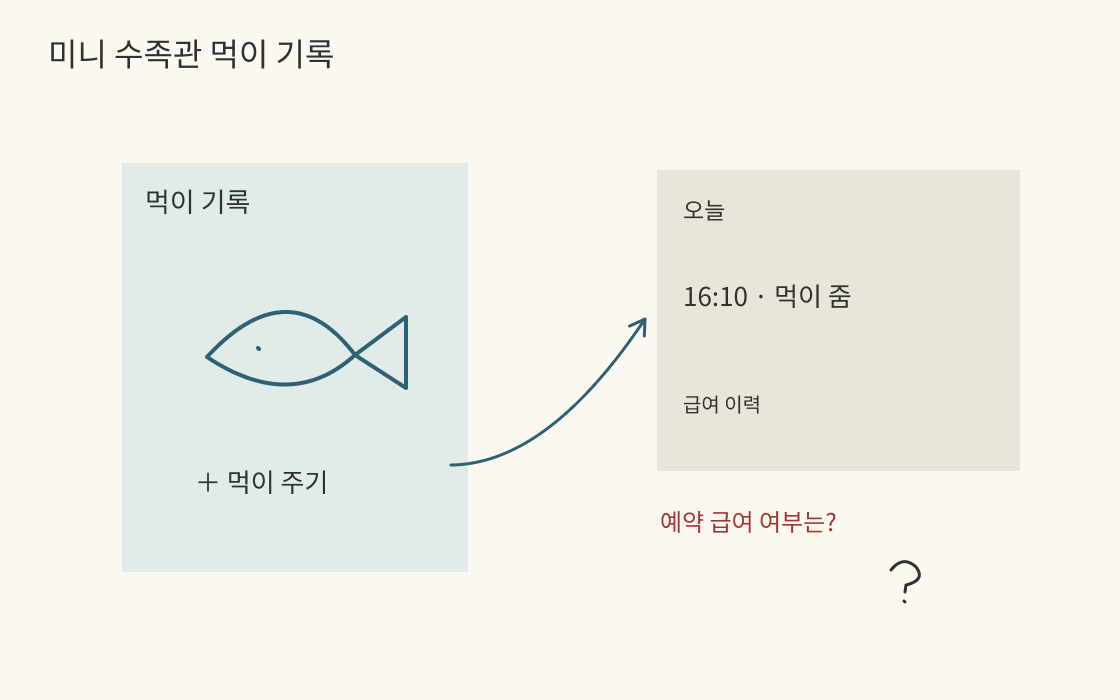 미니 수족관 먹이 기록
먹이 기록
+ 먹이 주기
오늘
16:10 · 먹이 줌
급여 이력
예약 급여 여부는?
?